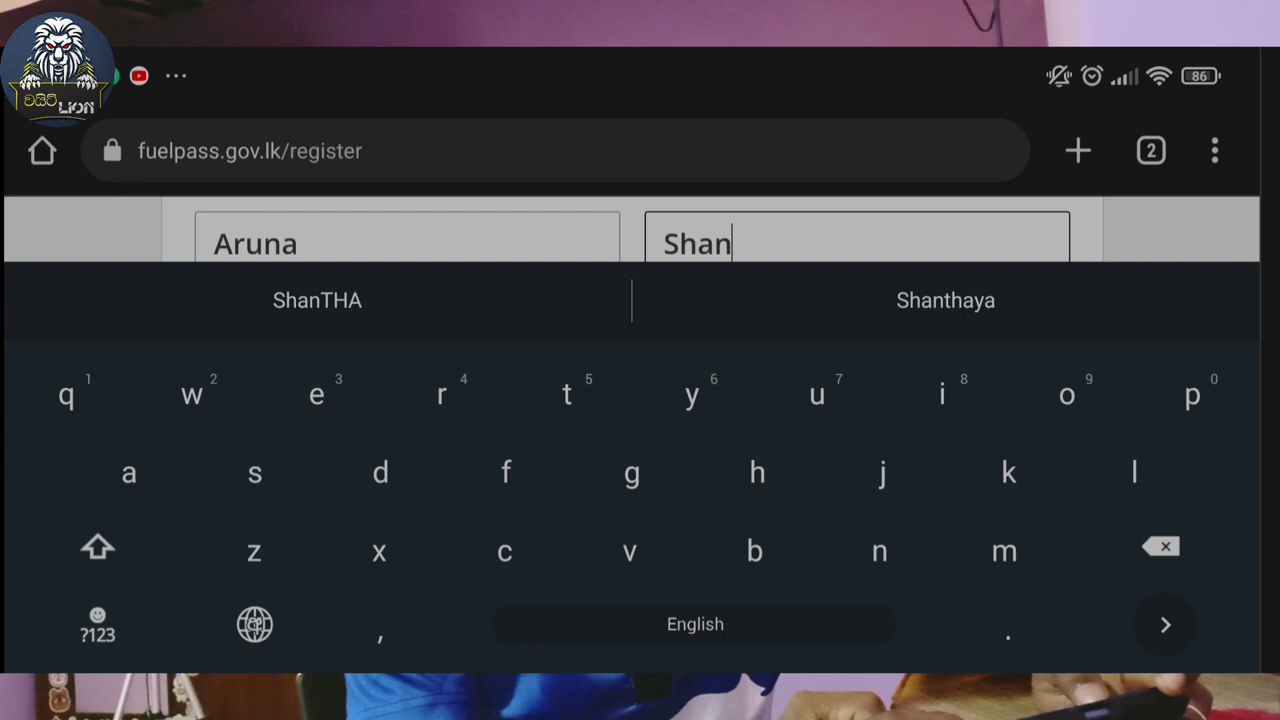 වයිට්
LION
86
fuelpass.gov.lk/register
2
Aruna
Shan
ShanTHA
Shanthaya
q 1 w 2 e 3 r 4 t 5 y 6 u 7 i 8 o 9 p 0
a s d f g h j k l
z x c v b n m
?123
,
English
.